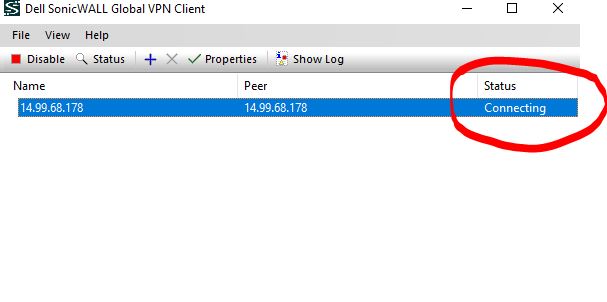 Dell SonicWALL Global VPN Client
File View Help
Disable Status Properties Show Log
Name Peer Status
14.99.68.178 14.99.68.178 Connecting